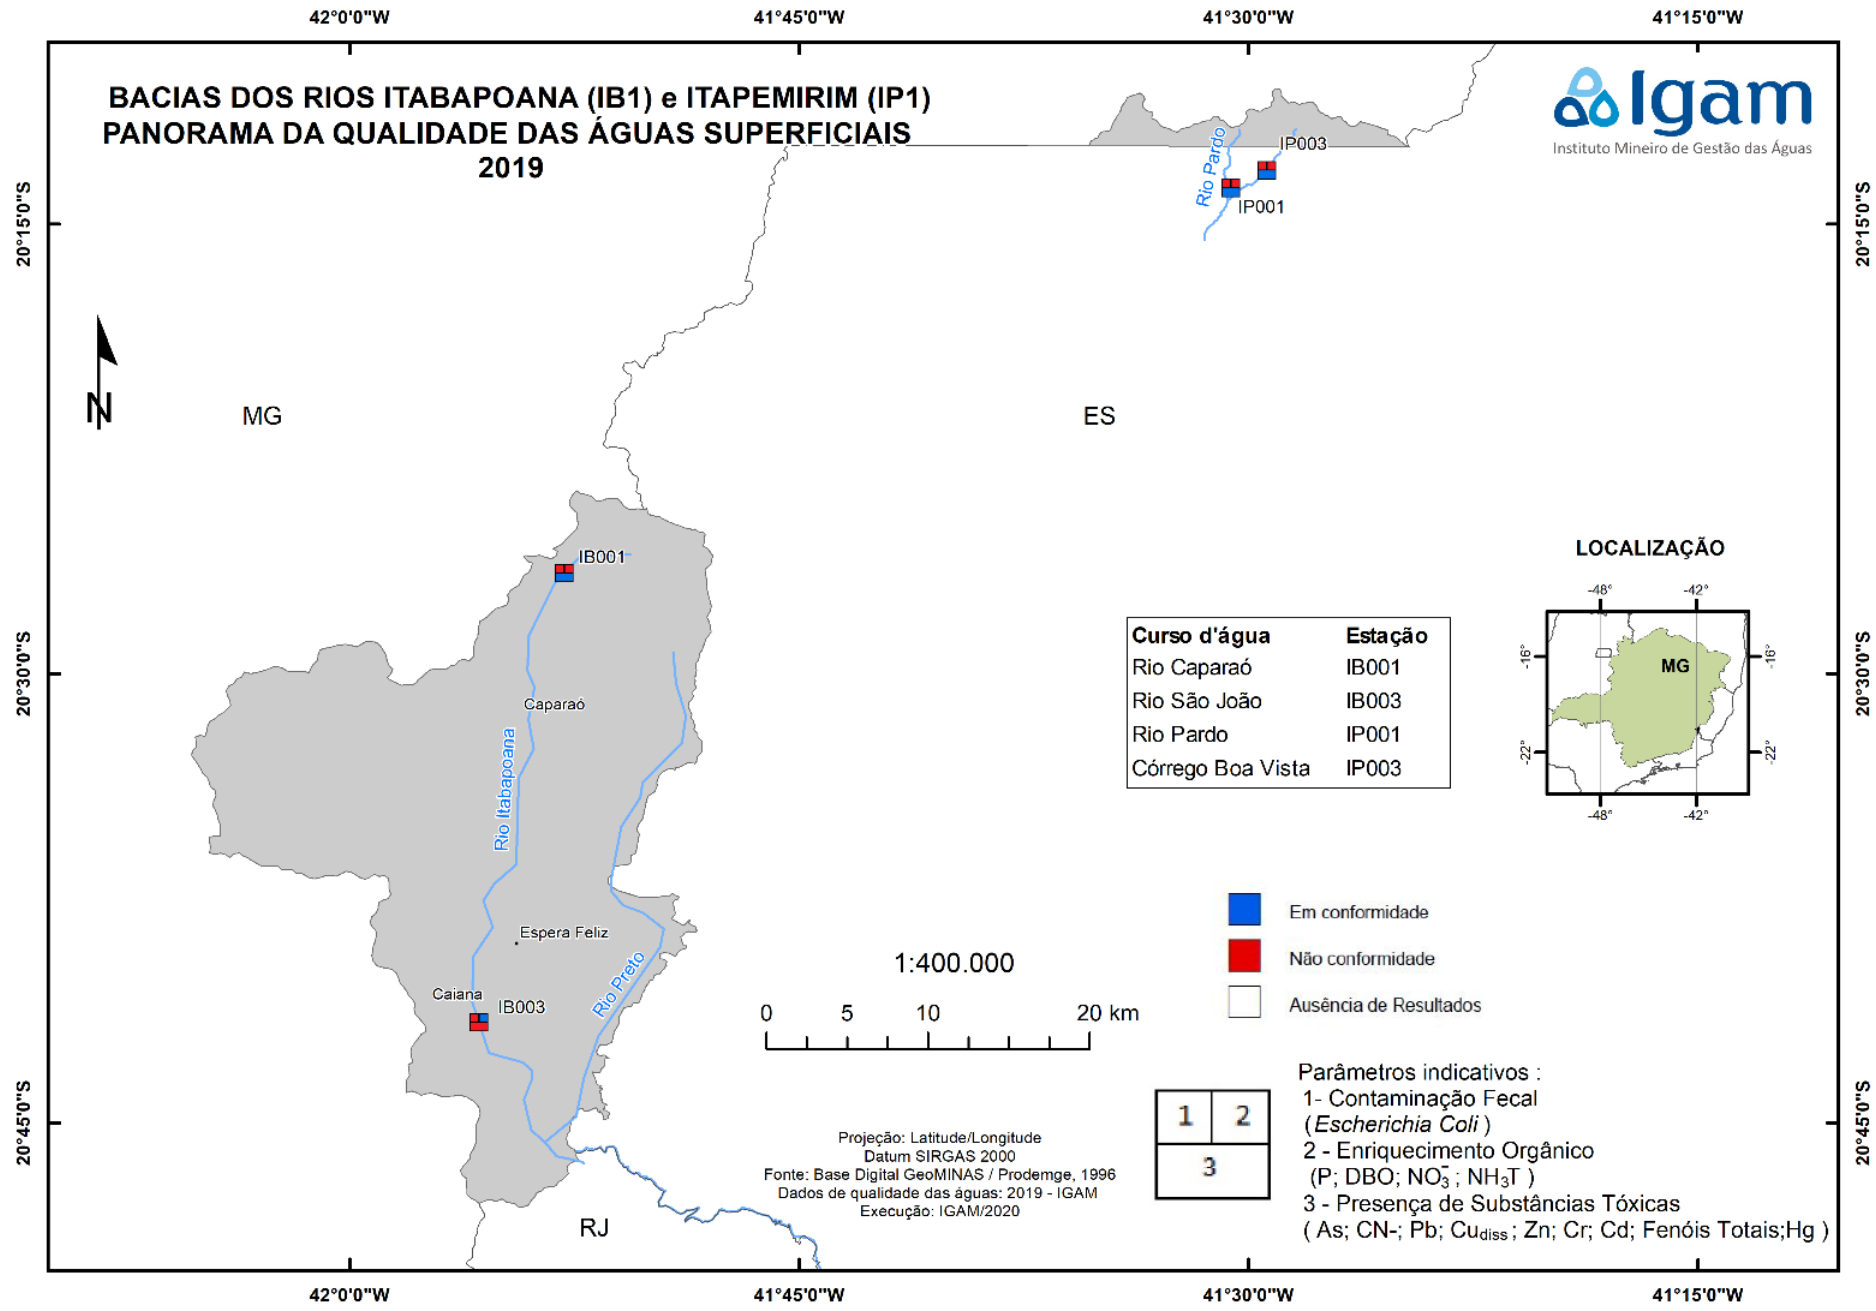 42°0'0"W
41°45'0"W
41°30'0"W
41°15'0"W
BACIAS DOS RIOS ITABAPOANA (IB1) e ITAPEMIRIM (IP1)
PANORAMA DA QUALIDADE DAS ÁGUAS SUPERFICIAIS
2019
Igam
Instituto Mineiro de Gestão das Águas
Rio Pardo
IP003
IP001
20°15'0"S
20°15'0"S
N
MG
ES
IB001
LOCALIZAÇÃO
-48°
-42°
-16°
MG
-16°
-22°
-22°
-48°
-42°
Curso d'água Estação
Rio Caparaó IB001
Rio São João IB003
Rio Pardo IP001
Córrego Boa Vista IP003
20°30'0"S
20°30'0"S
Caparaó
Rio Itabapoana
Espera Feliz
Rio Preto
Caiana
IB003
Em conformidade
Não conformidade
Ausência de Resultados
1:400.000
0 5 10 20 km
Parâmetros indicativos :
1- Contaminação Fecal
(Escherichia Coli )
2 - Enriquecimento Orgânico
(P; DBO; NO₃⁻; NH₃T )
3 - Presença de Substâncias Tóxicas
( As; CN-; Pb; Cudiss; Zn; Cr; Cd; Fenóis Totais;Hg )
1 2
3
20°45'0"S
20°45'0"S
Projeção: Latitude/Longitude
Datum SIRGAS 2000
Fonte: Base Digital GeoMINAS / Prodemge, 1996
Dados de qualidade das águas: 2019 - IGAM
Execução: IGAM/2020
RJ
42°0'0"W
41°45'0"W
41°30'0"W
41°15'0"W